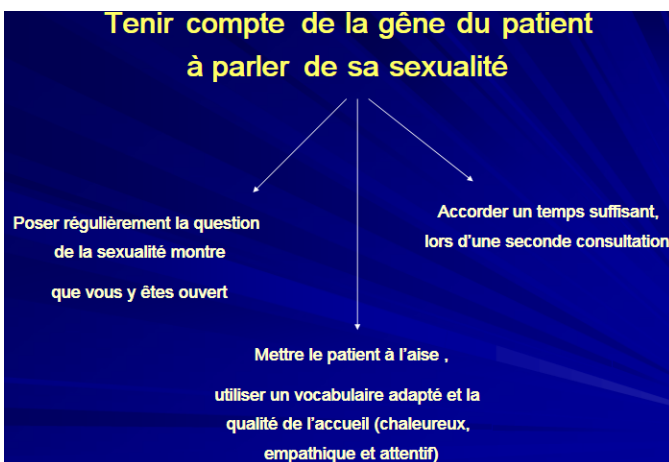 Tenir compte de la gêne du patient
à parler de sa sexualité
Poser régulièrement la question
de la sexualité montre
que vous y êtes ouvert
Accorder un temps suffisant,
lors d'une seconde consultation
Mettre le patient à l'aise ,
utiliser un vocabulaire adapté et la
qualité de l'accueil (chaleureux,
empathique et attentif)